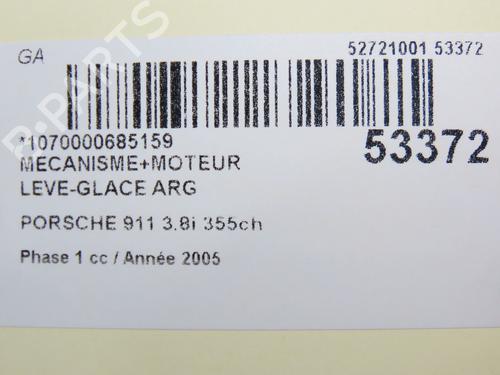 GA
52721001 53372
*1070000685159
53372
MECANISME+MOTEUR
LEVE-GLACE ARG
PORSCHE 911 3.8i 355ch
Phase 1 cc / Année 2005
B-PARTS